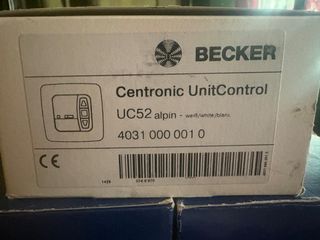 BECKER
Centronic UnitControl
UC52 alpin - weiß/white/blanc
4031 000 001 0
CE